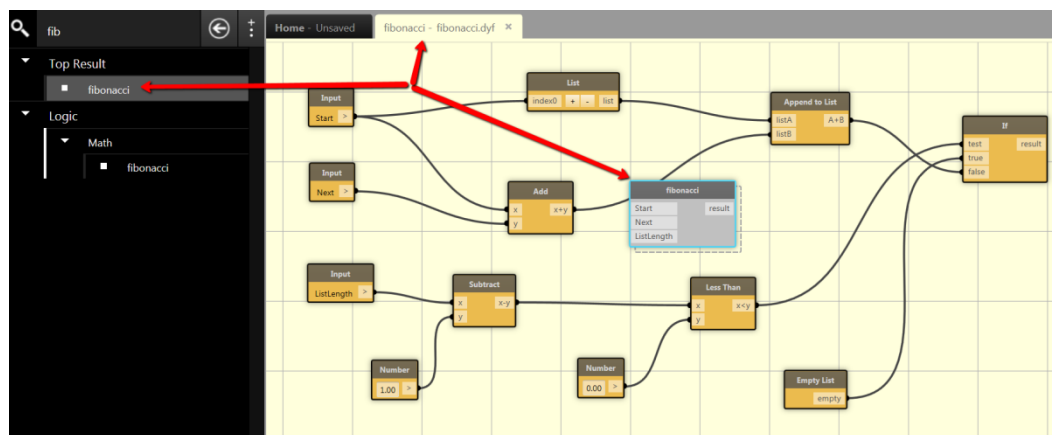 fib
Top Result
fibonacci
Logic
Math
fibonacci
Home - Unsaved
fibonacci - fibonacci.dyf ×
Input
Start >
List
index0 + - list
Append to List
listA A+B
listB
If
test result
true
false
Input
Next >
Add
x x+y
y
fibonacci
Start result
Next
ListLength
Input
ListLength >
Subtract
x x-y
y
Less Than
x x<y
y
Number
1.00 >
Number
0.00 >
Empty List
empty